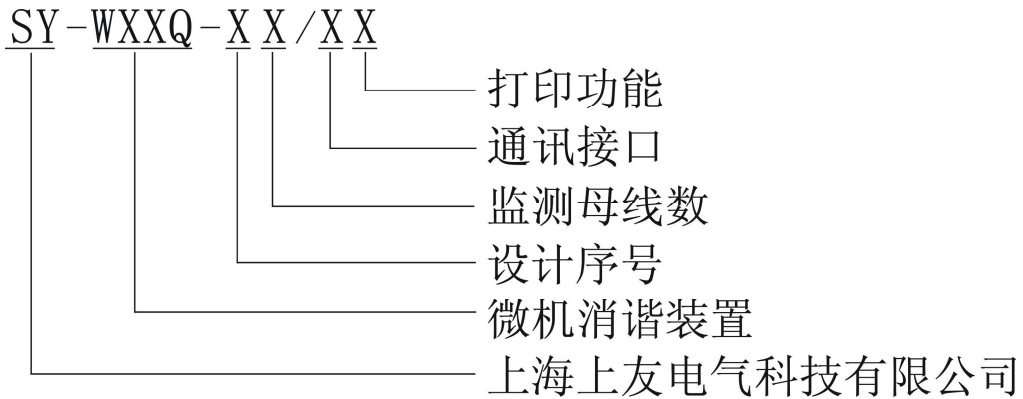 SY-WXXQ-XX/XX
打印功能
通讯接口
监测母线数
设计序号
微机消谐装置
上海上友电气科技有限公司